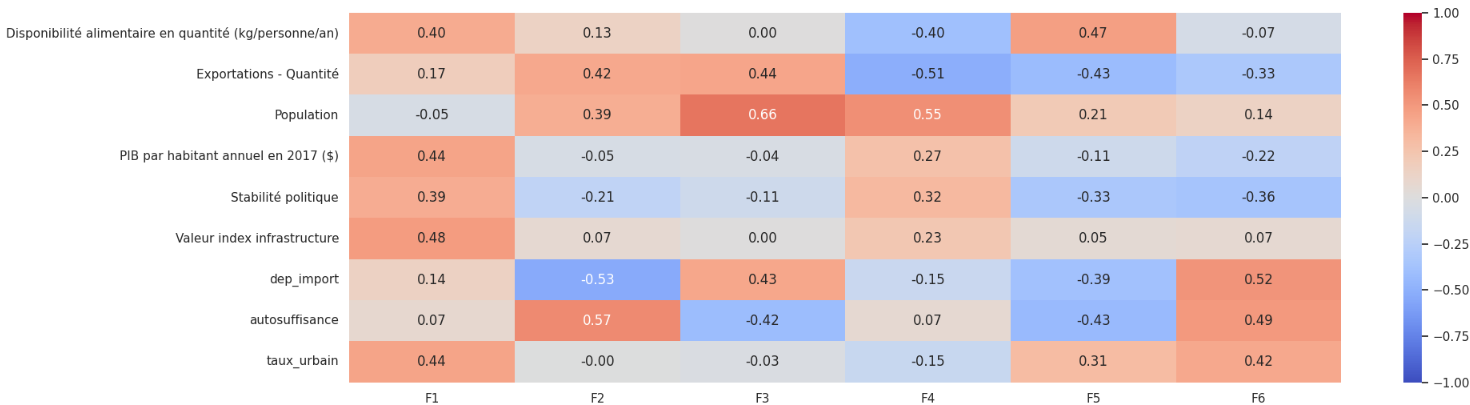 Disponibilité alimentaire en quantité (kg/personne/an) 0.40 0.13 0.00 -0.40 0.47 -0.07
Exportations - Quantité 0.17 0.42 0.44 -0.51 -0.43 -0.33
Population -0.05 0.39 0.66 0.55 0.21 0.14
PIB par habitant annuel en 2017 ($) 0.44 -0.05 -0.04 0.27 -0.11 -0.22
Stabilité politique 0.39 -0.21 -0.11 0.32 -0.33 -0.36
Valeur index infrastructure 0.48 0.07 0.00 0.23 0.05 0.07
dep_import 0.14 -0.53 0.43 -0.15 -0.39 0.52
autosuffisance 0.07 0.57 -0.42 0.07 -0.43 0.49
taux_urbain 0.44 -0.00 -0.03 -0.15 0.31 0.42
F1 F2 F3 F4 F5 F6
1.00
0.75
0.50
0.25
0.00
−0.25
−0.50
−0.75
−1.00